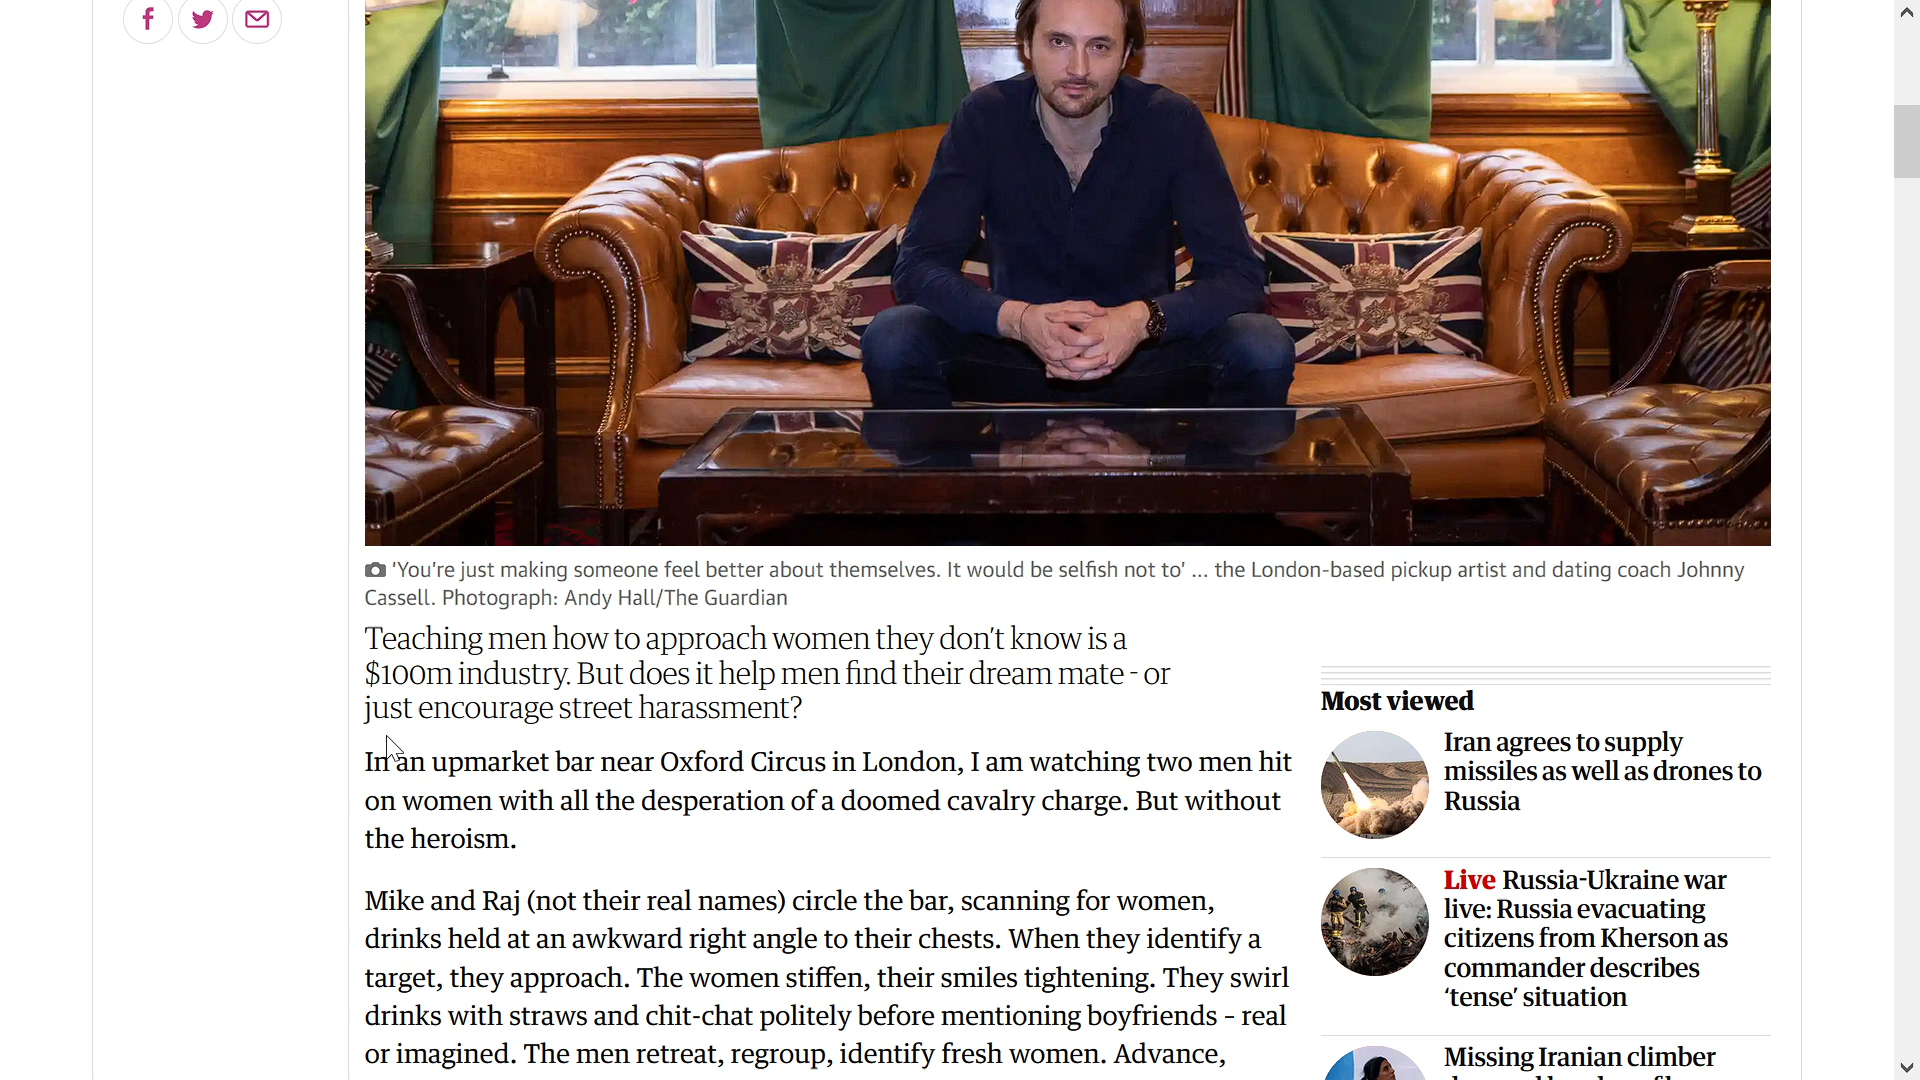 'You're just making someone feel better about themselves. It would be selfish not to' … the London-based pickup artist and dating coach Johnny
Cassell. Photograph: Andy Hall/The Guardian
Teaching men how to approach women they don't know is a
$100m industry. But does it help men find their dream mate - or
just encourage street harassment?
In an upmarket bar near Oxford Circus in London, I am watching two men hit
on women with all the desperation of a doomed cavalry charge. But without
the heroism.
Mike and Raj (not their real names) circle the bar, scanning for women,
drinks held at an awkward right angle to their chests. When they identify a
target, they approach. The women stiffen, their smiles tightening. They swirl
drinks with straws and chit-chat politely before mentioning boyfriends – real
or imagined. The men retreat, regroup, identify fresh women. Advance,
Most viewed
Iran agrees to supply
missiles as well as drones to
Russia
Live Russia-Ukraine war
live: Russia evacuating
citizens from Kherson as
commander describes
'tense' situation
Missing Iranian climber